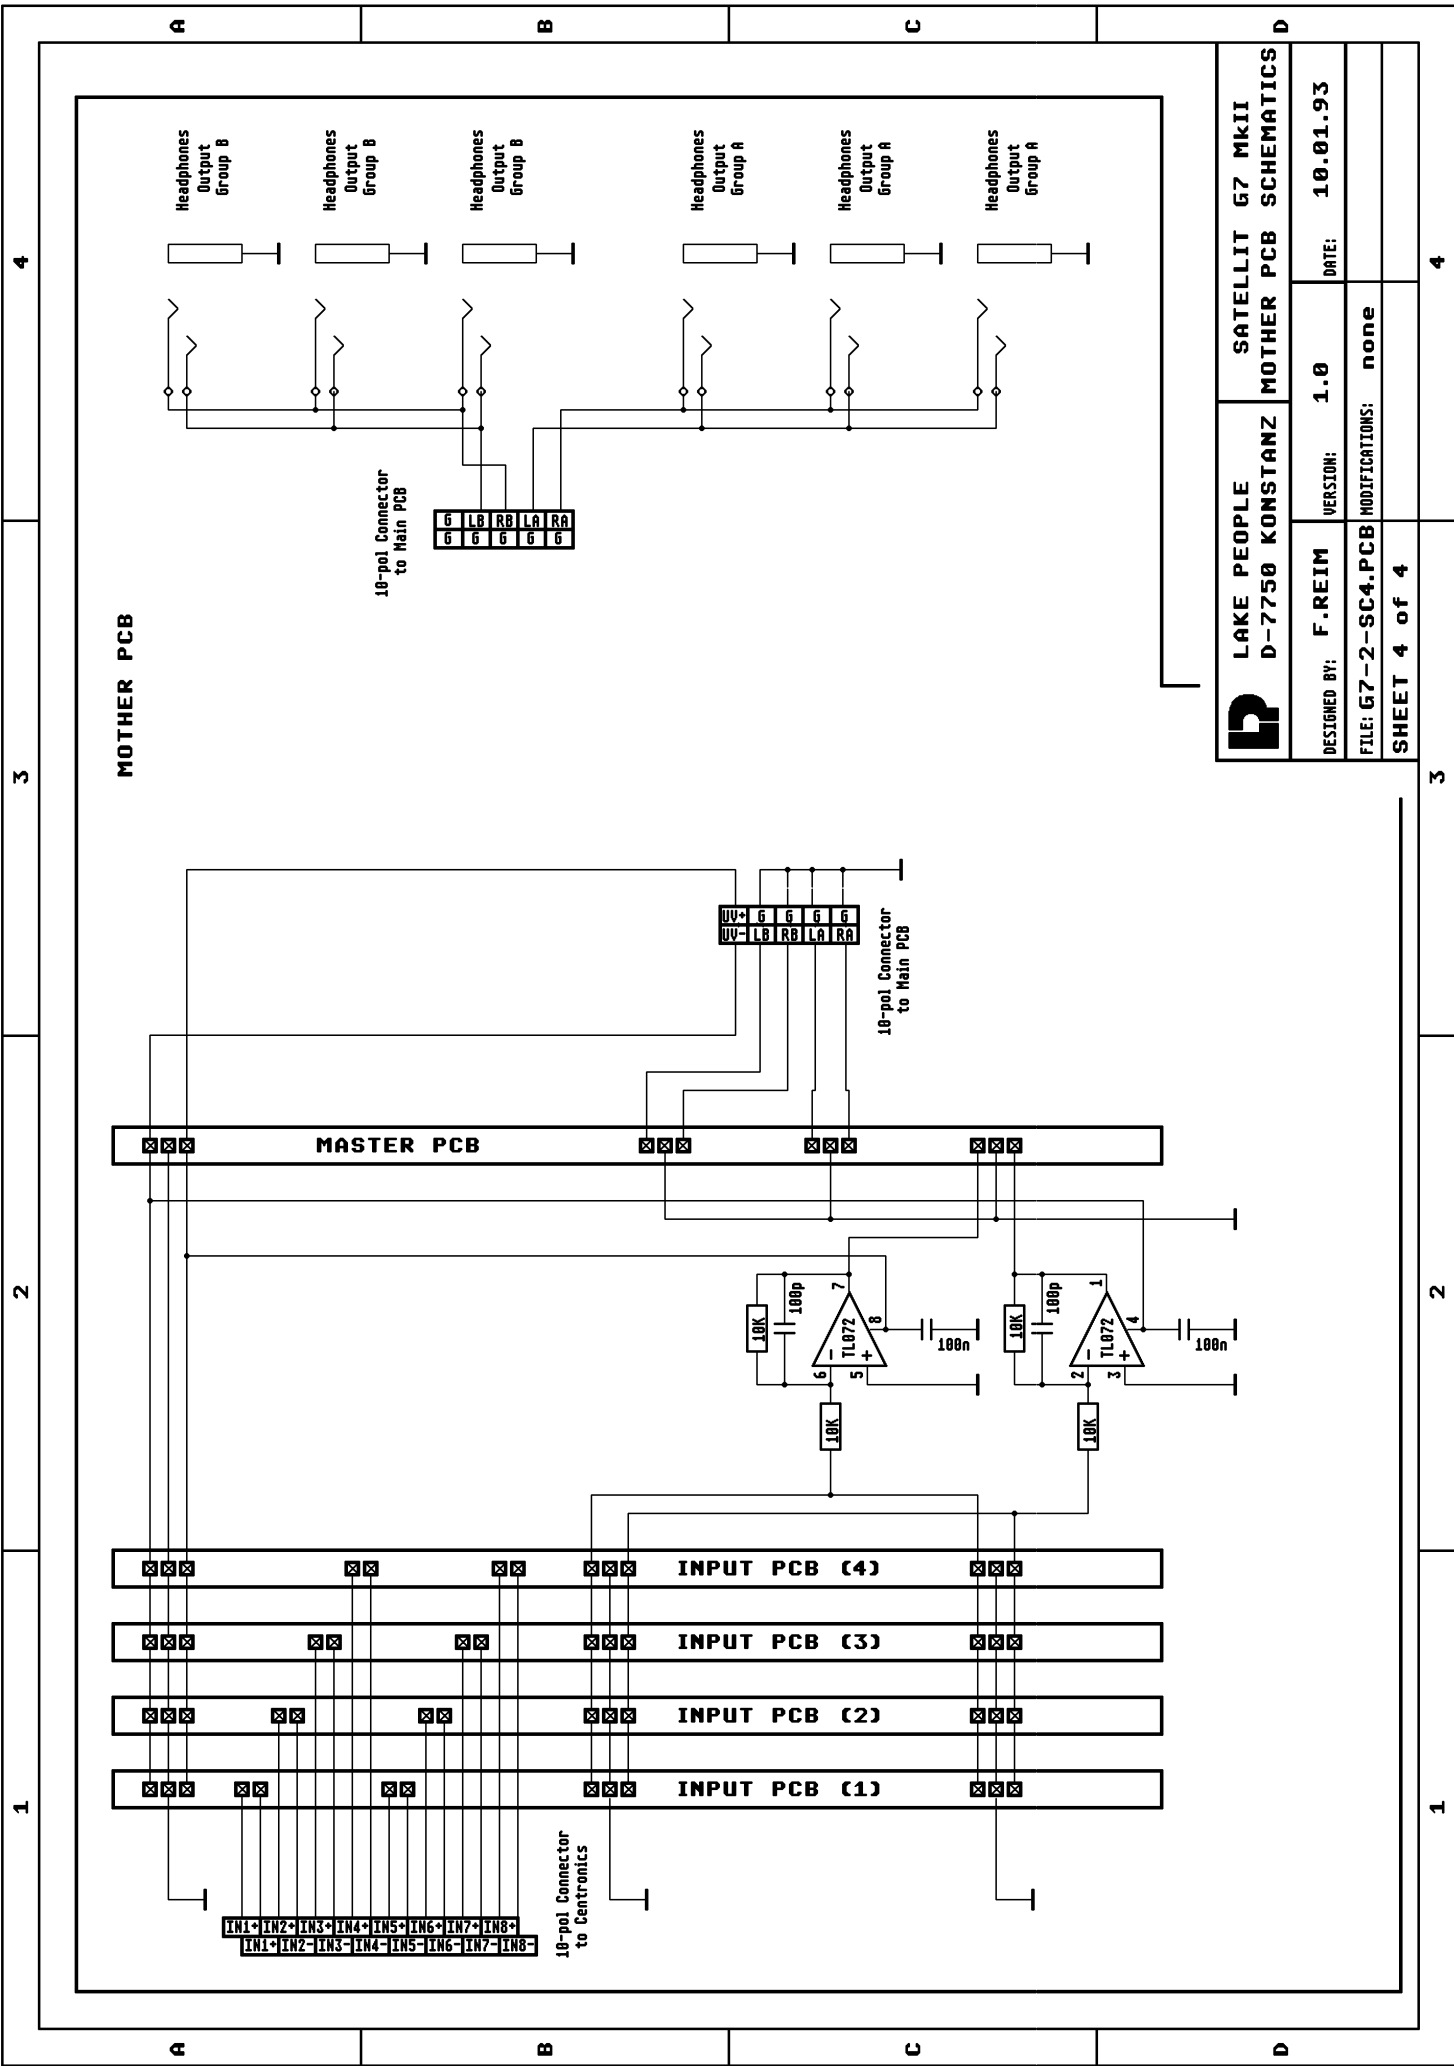 A
B
C
D
1
2
3
4
MOTHER PCB
IN1+ IN2+ IN3+ IN4+ IN5+ IN6+ IN7+ IN8+
IN1+ IN2- IN3- IN4- IN5- IN6- IN7- IN8-
10-pol Connector
to Centronics
INPUT PCB (1)
INPUT PCB (2)
INPUT PCB (3)
INPUT PCB (4)
10K
10K
100p
6
5
7
8
-
+
TL072
100n
10K
10K
100p
2
3
1
4
-
+
TL072
100n
MASTER PCB
UV+ G G G G
UV- LB RB LA RA
10-pol Connector
to Main PCB
10-pol Connector
to Main PCB
G LB RB LA RA
G G G G G
Headphones
Output
Group B
Headphones
Output
Group B
Headphones
Output
Group B
Headphones
Output
Group A
Headphones
Output
Group A
Headphones
Output
Group A
LP
LAKE PEOPLE
D-7750 KONSTANZ
SATELLIT G7 MkII
MOTHER PCB SCHEMATICS
DESIGNED BY: F.REIM
VERSION: 1.0
DATE: 10.01.93
FILE: G7-2-SC4.PCB
MODIFICATIONS: none
SHEET 4 of 4
A
B
C
D
1
2
3
4